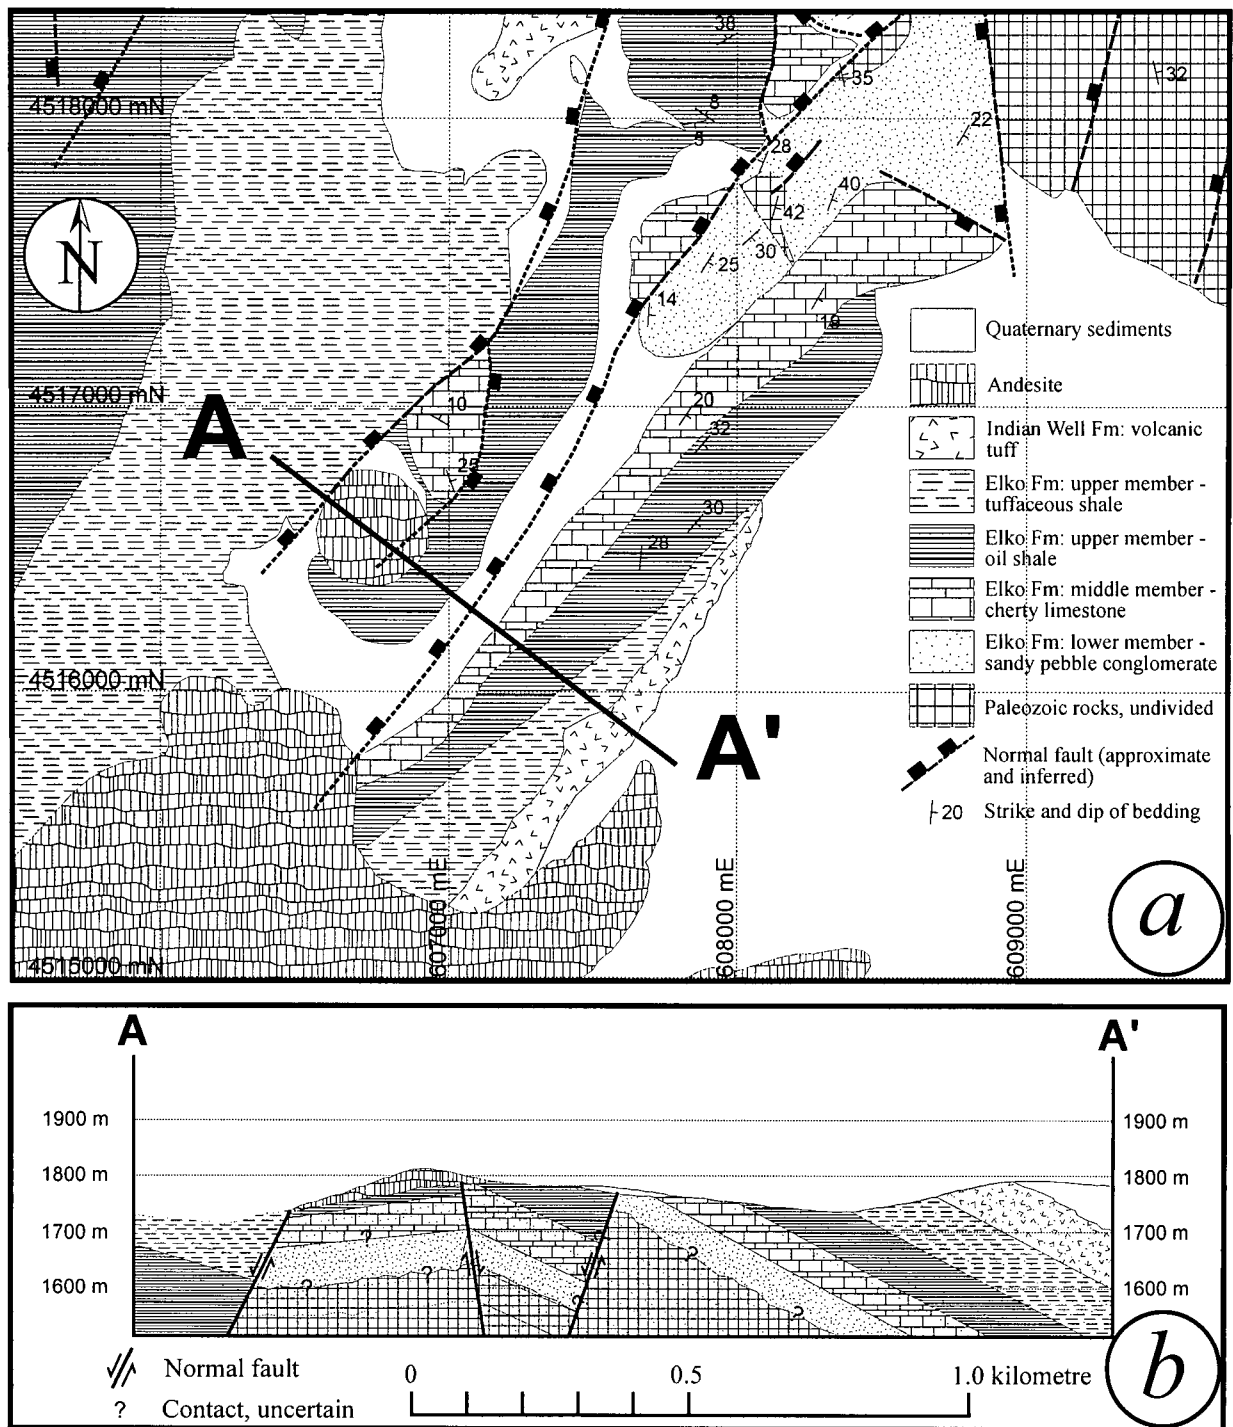 38
32
4518000 mN
35
8
22
5
28
40
N
42
30
25
14
19
Quaternary sediments
4517000 mN
Andesite
A
10
20
32
Indian Well Fm: volcanic
tuff
25
Elko Fm: upper member -
tuffaceous shale
30
28
Elko Fm: upper member -
oil shale
Elko Fm: middle member -
cherty limestone
Elko Fm: lower member -
sandy pebble conglomerate
4516000 mN
Paleozoic rocks, undivided
A'
Normal fault (approximate
and inferred)
20
Strike and dip of bedding
607000 mE
608000 mE
609000 mE
a
4515000 mN
A
A'
1900 m
1900 m
1800 m
1800 m
1700 m
1700 m
1600 m
1600 m
?
?
?
?
?
?
?
b
Normal fault
0
0.5
1.0 kilometre
? Contact, uncertain